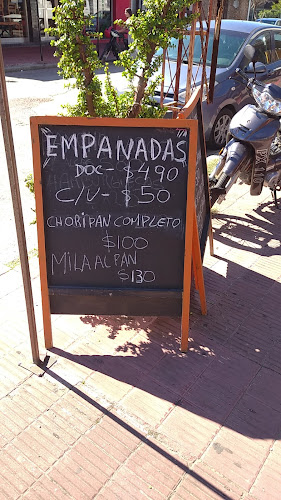 EMPANADAS
DOC- $490
C/U- $50
CHORIPAN COMPLETO
$100
MILA AL PAN
$130